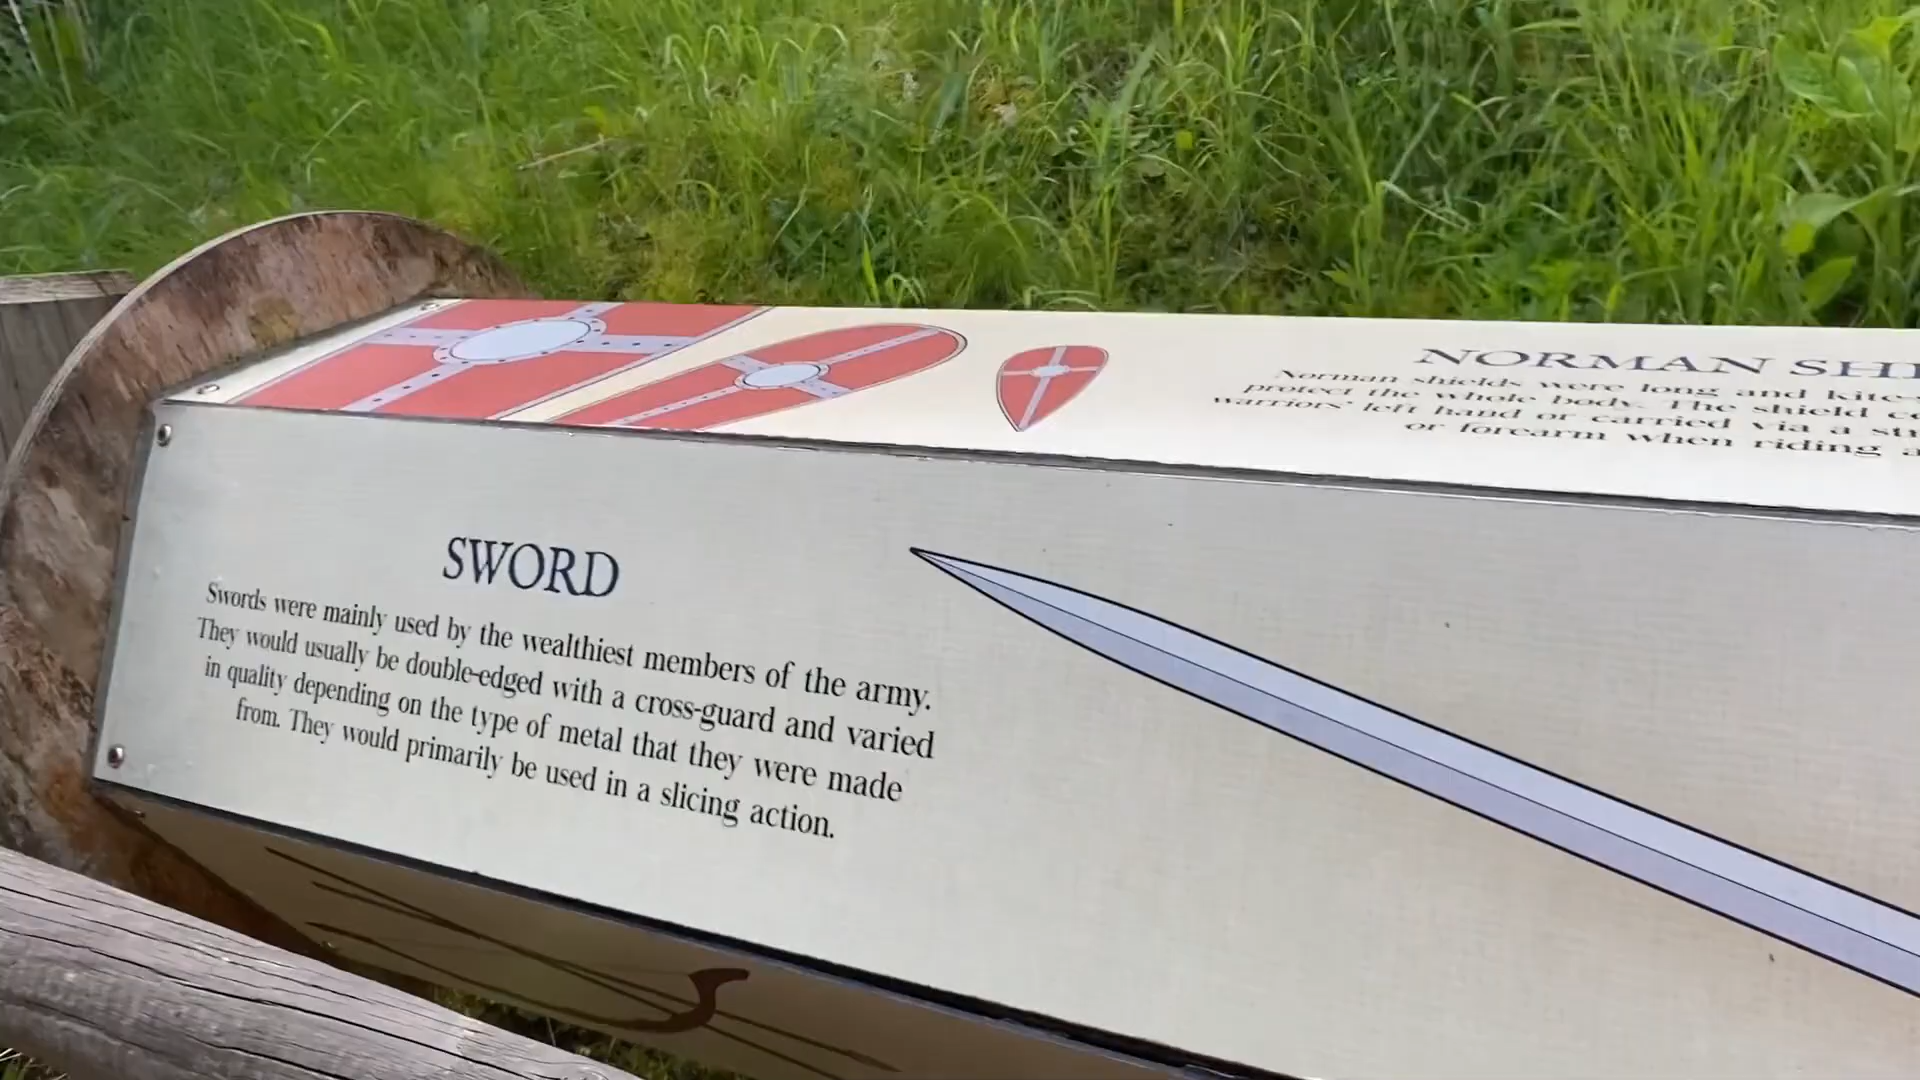 NORMAN
Norman shields were long and
protect the whole body. The shield
warriors' left hand or carried via a
or forearm when riding
SWORD
Swords were mainly used by the wealthiest members of the army.
They would usually be double-edged with a cross-guard and varied
in quality depending on the type of metal that they were made
from. They would primarily be used in a slicing action.